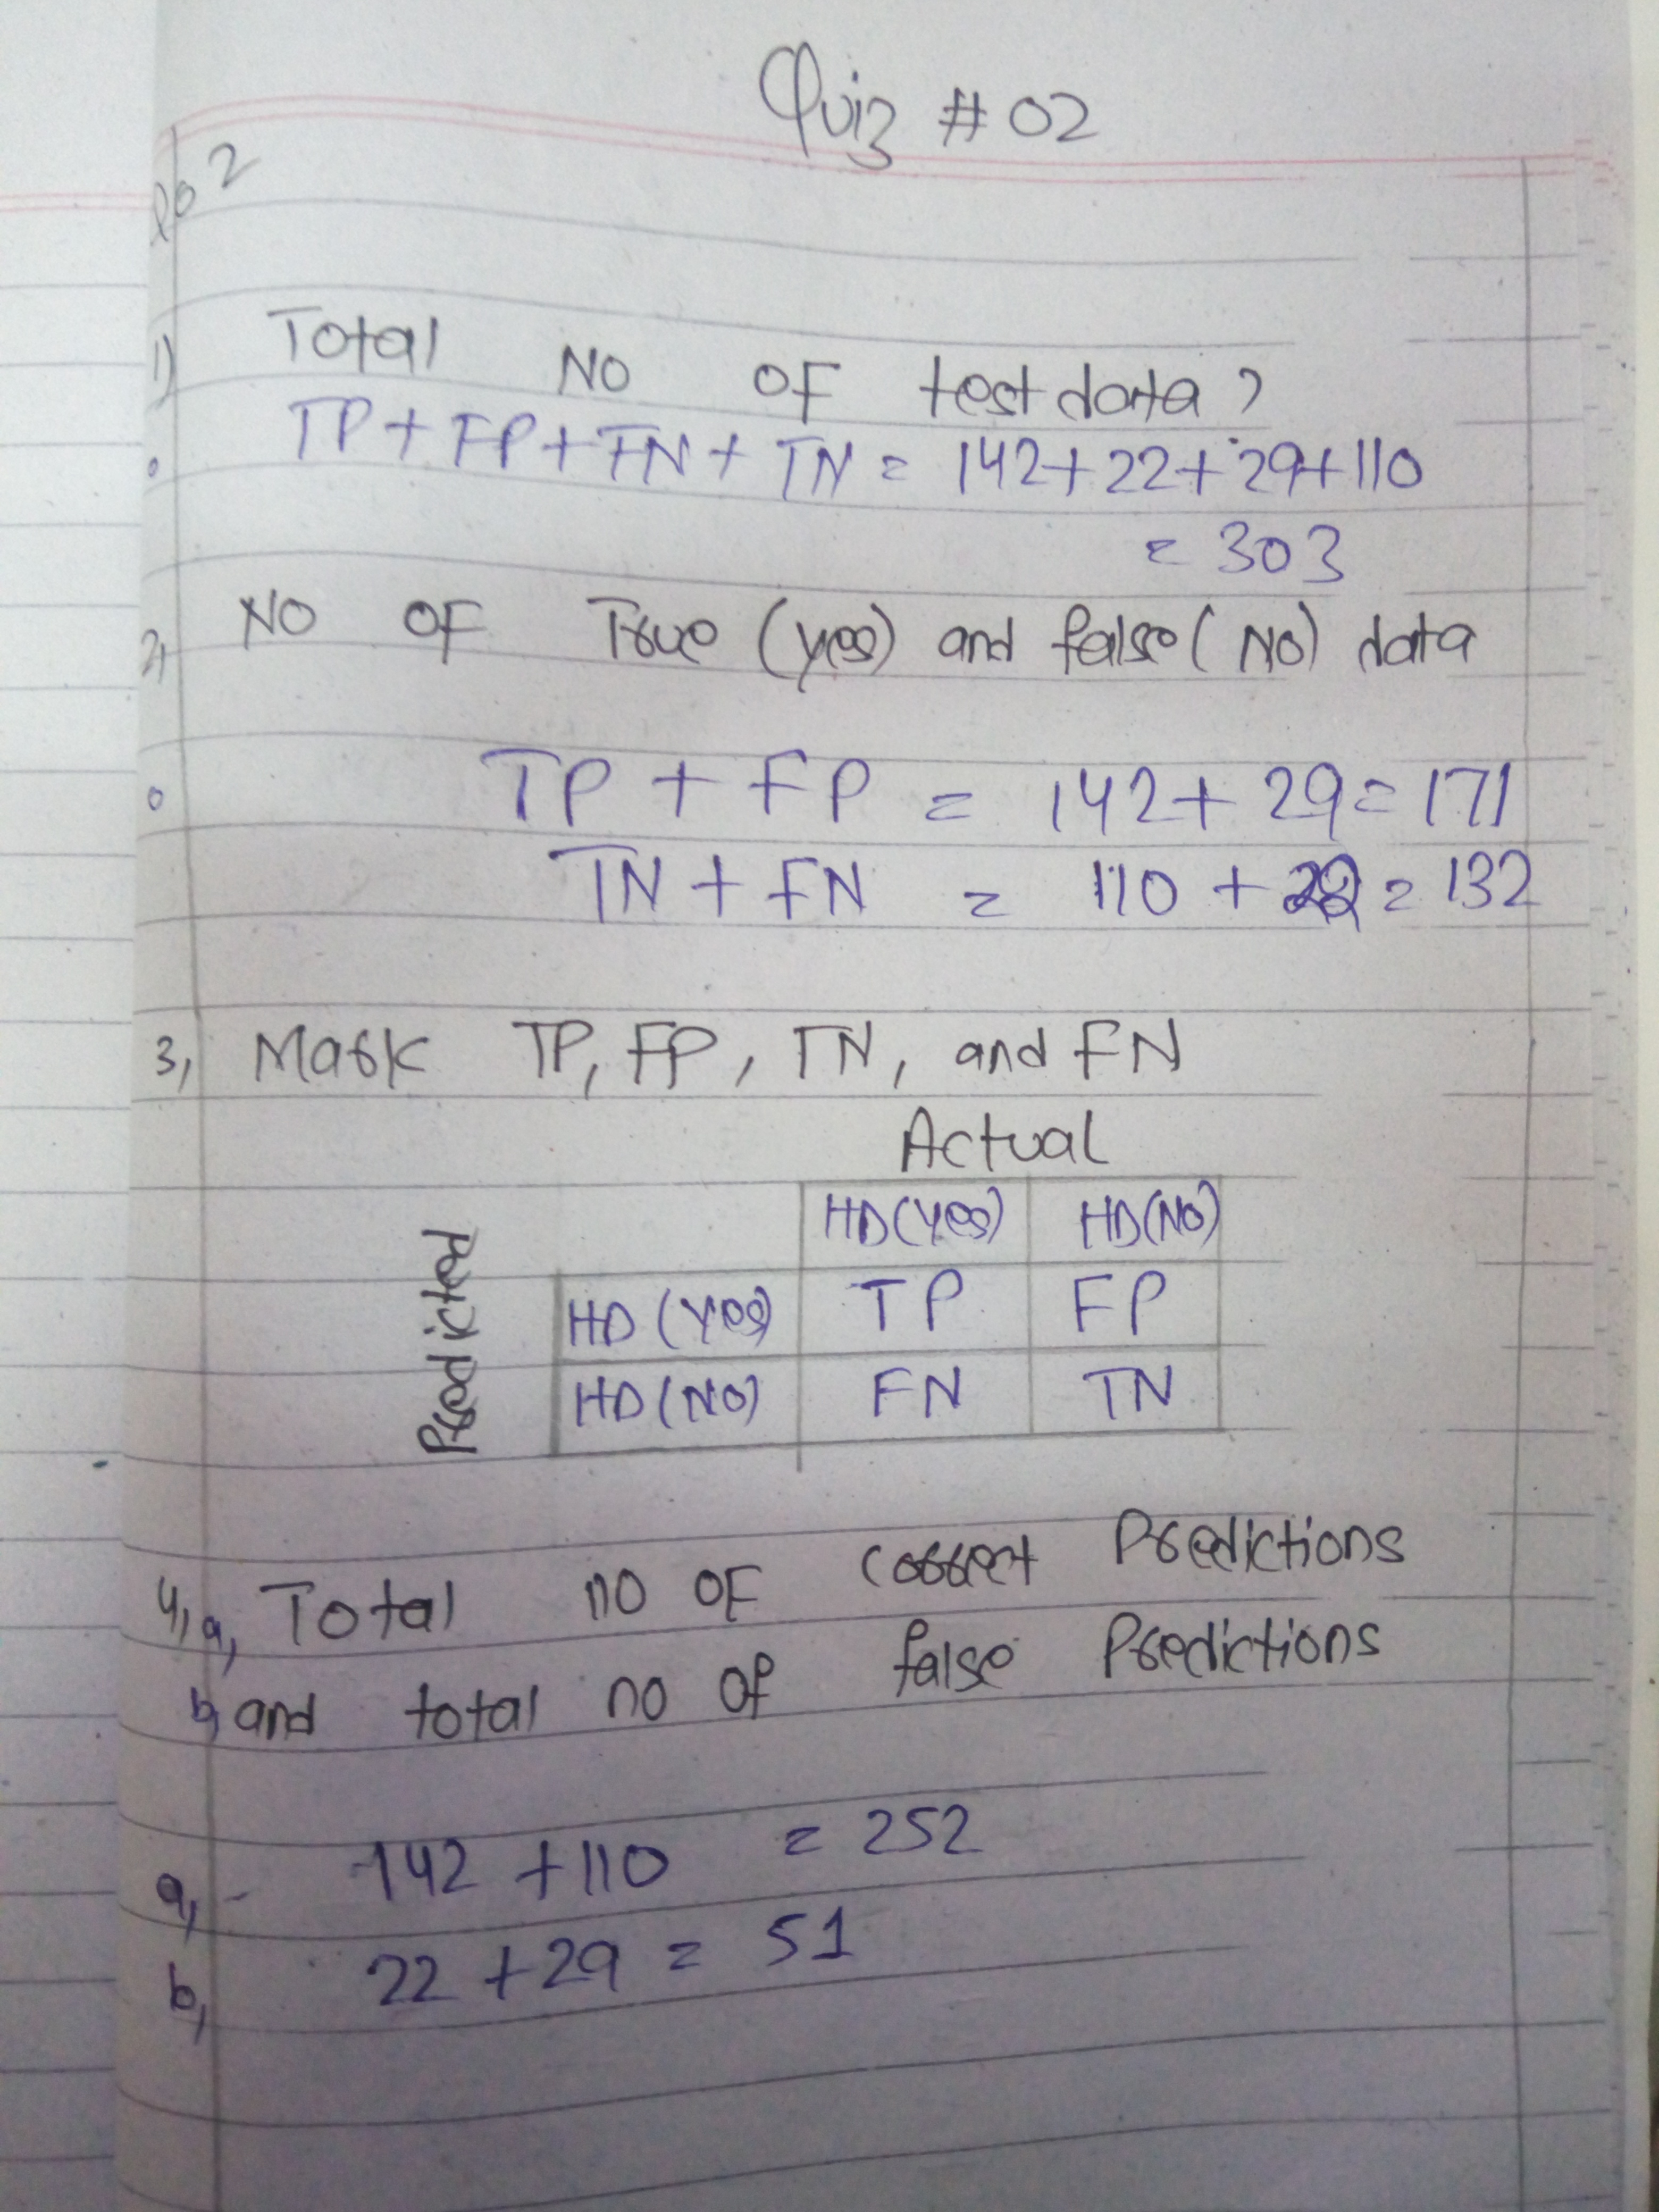 Quiz #02
2
1) Total No OF test data?
TP + FP + FN + TN = 142 + 22 + 29 + 110
= 303
2, No OF True (yes) and false (No) data
TP + FP = 142 + 29 = 171
TN + FN = 110 + 22 = 132
3, Mark TP, FP, TN, and FN
Actual
HD(Yes) HD(No)
Predicted
HD (Yes) TP FP
HD (No) FN TN
4, a, Total no OF correct Predictions
b, and total no of false Predictions
a, - 142 + 110 = 252
b, 22 + 29 = 51